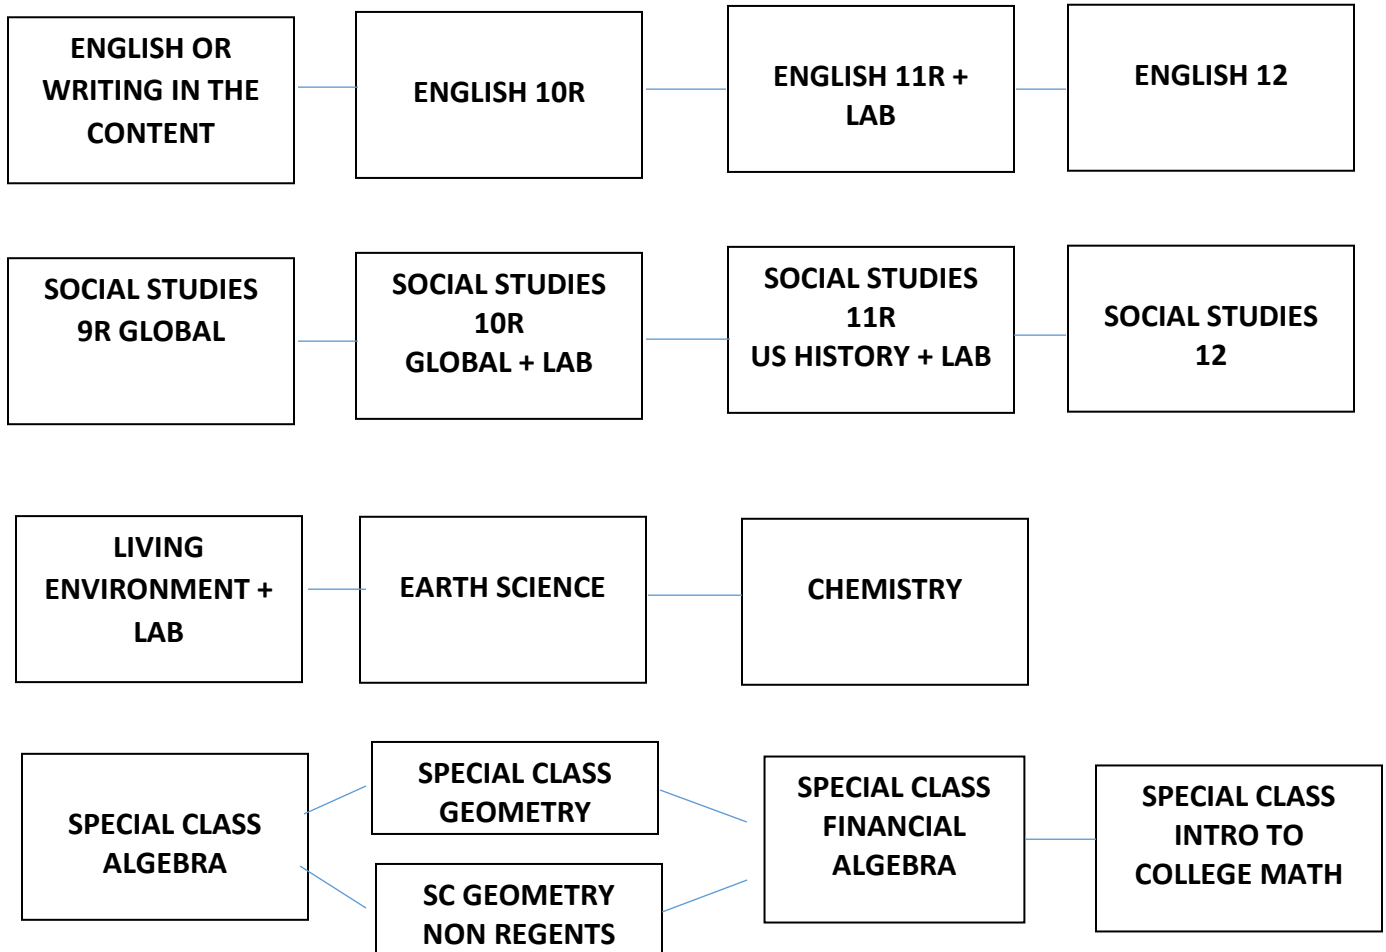 ENGLISH OR
WRITING IN THE
CONTENT
ENGLISH 10R
ENGLISH 11R +
LAB
ENGLISH 12
SOCIAL STUDIES
9R GLOBAL
SOCIAL STUDIES
10R
GLOBAL + LAB
SOCIAL STUDIES
11R
US HISTORY + LAB
SOCIAL STUDIES
12
LIVING
ENVIRONMENT +
LAB
EARTH SCIENCE
CHEMISTRY
SPECIAL CLASS
ALGEBRA
SPECIAL CLASS
GEOMETRY
SC GEOMETRY
NON REGENTS
SPECIAL CLASS
FINANCIAL
ALGEBRA
SPECIAL CLASS
INTRO TO
COLLEGE MATH